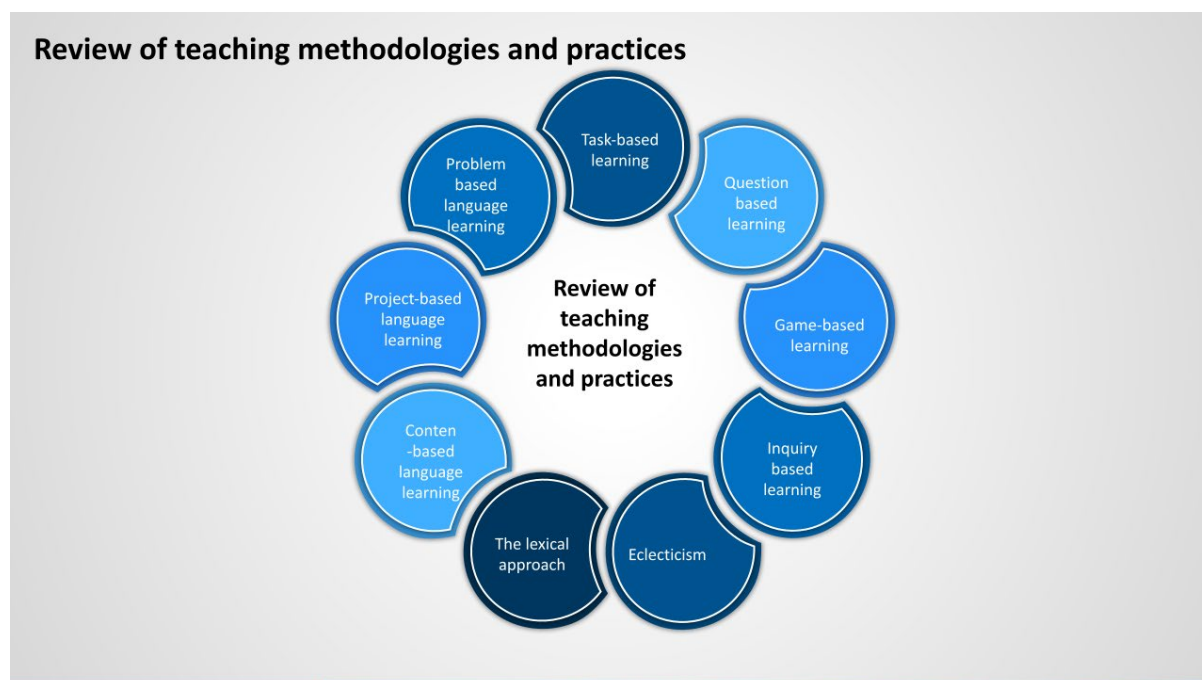 Review of teaching methodologies and practices
Task-based
learning
Question
based
learning
Game-based
learning
Inquiry
based
learning
Eclecticism
The lexical
approach
Conten
-based
language
learning
Project-based
language
learning
Problem
based
language
learning
Review of
teaching
methodologies
and practices